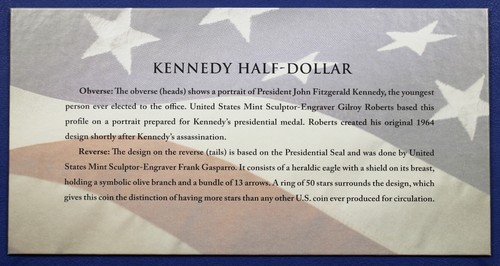 KENNEDY HALF-DOLLAR
Obverse: The obverse (heads) shows a portrait of President John Fitzgerald Kennedy, the youngest
person ever elected to the office. United States Mint Sculptor-Engraver Gilroy Roberts based this
profile on a portrait prepared for Kennedy's presidential medal. Roberts created his original 1964
design shortly after Kennedy's assassination.
Reverse: The design on the reverse (tails) is based on the Presidential Seal and was done by United
States Mint Sculptor-Engraver Frank Gasparro. It consists of a heraldic eagle with a shield on its breast,
holding a symbolic olive branch and a bundle of 13 arrows. A ring of 50 stars surrounds the design, which
gives this coin the distinction of having more stars than any other U.S. coin ever produced for circulation.